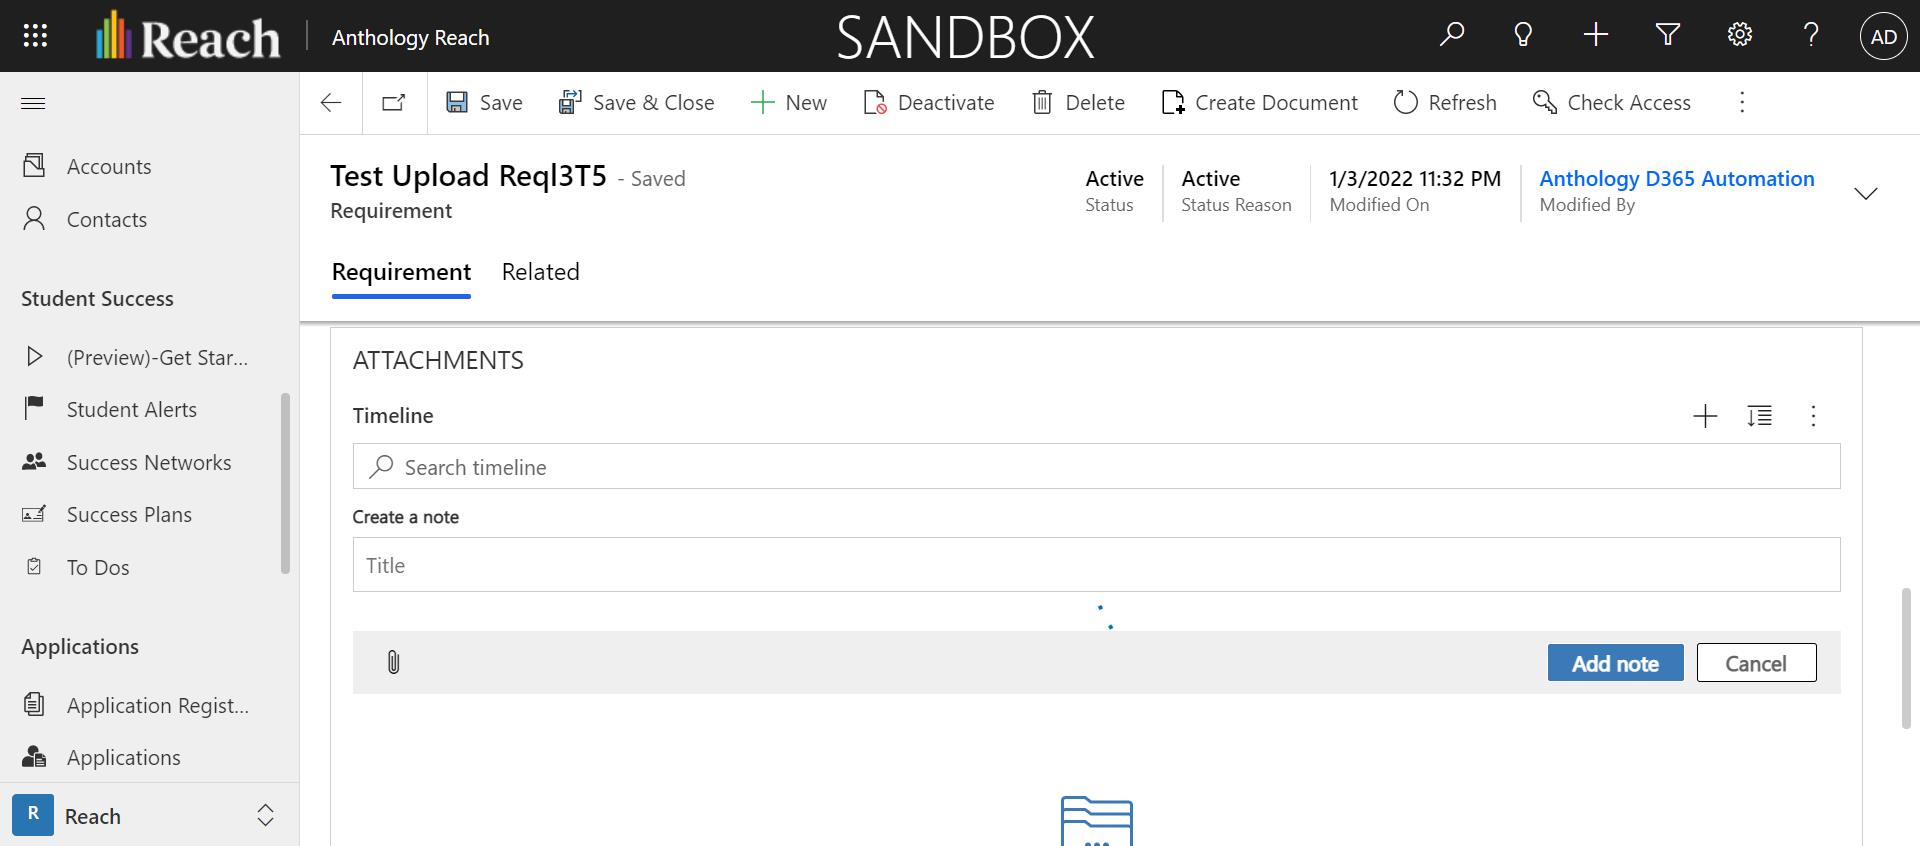 Reach
Anthology Reach
SANDBOX
AD
Save
Save & Close
New
Deactivate
Delete
Create Document
Refresh
Check Access
Accounts
Contacts
Student Success
(Preview)-Get Star...
Student Alerts
Success Networks
Success Plans
To Dos
Applications
Application Regist...
Applications
R
Reach
Test Upload Reql3T5 - Saved
Requirement
Active
Status
Active
Status Reason
1/3/2022 11:32 PM
Modified On
Anthology D365 Automation
Modified By
Requirement
Related
ATTACHMENTS
Timeline
Search timeline
Create a note
Title
Add note
Cancel